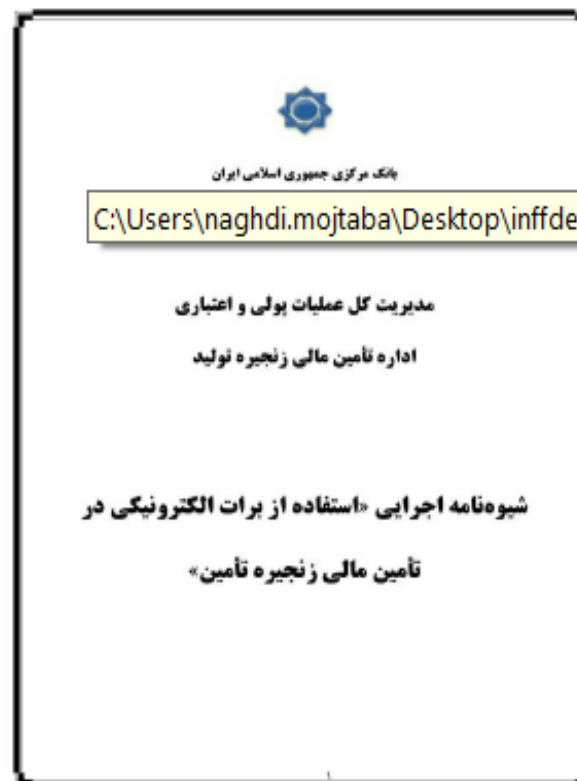 بانک مرکزی جمهوری اسلامی ایران
C:\Users\naghdi.mojtaba\Desktop\inffde
مدیریت کل عملیات پولی و اعتباری
اداره تأمین مالی زنجیره تولید
شیوه‌نامه اجرایی «استفاده از برات الکترونیکی در
تأمین مالی زنجیره تأمین»
۱